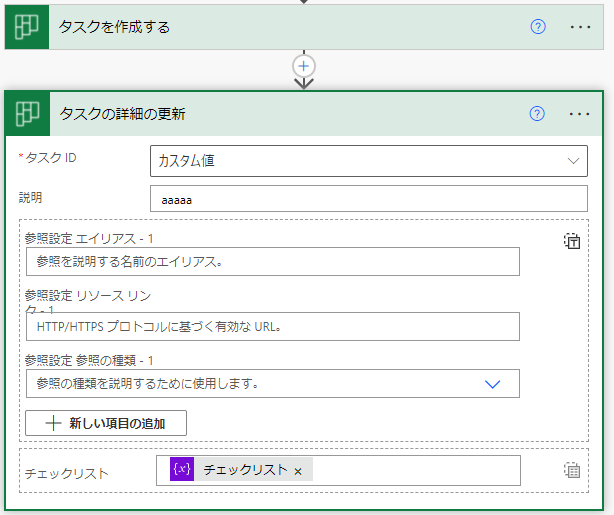 タスクを作成する
タスクの詳細の更新
* タスク ID
カスタム値
説明
aaaaa
参照設定 エイリアス - 1
参照を説明する名前のエイリアス。
参照設定 リソース リン
ク - 1
HTTP/HTTPS プロトコルに基づく有効な URL。
参照設定 参照の種類 - 1
参照の種類を説明するために使用します。
新しい項目の追加
チェックリスト
{x} チェックリスト ×